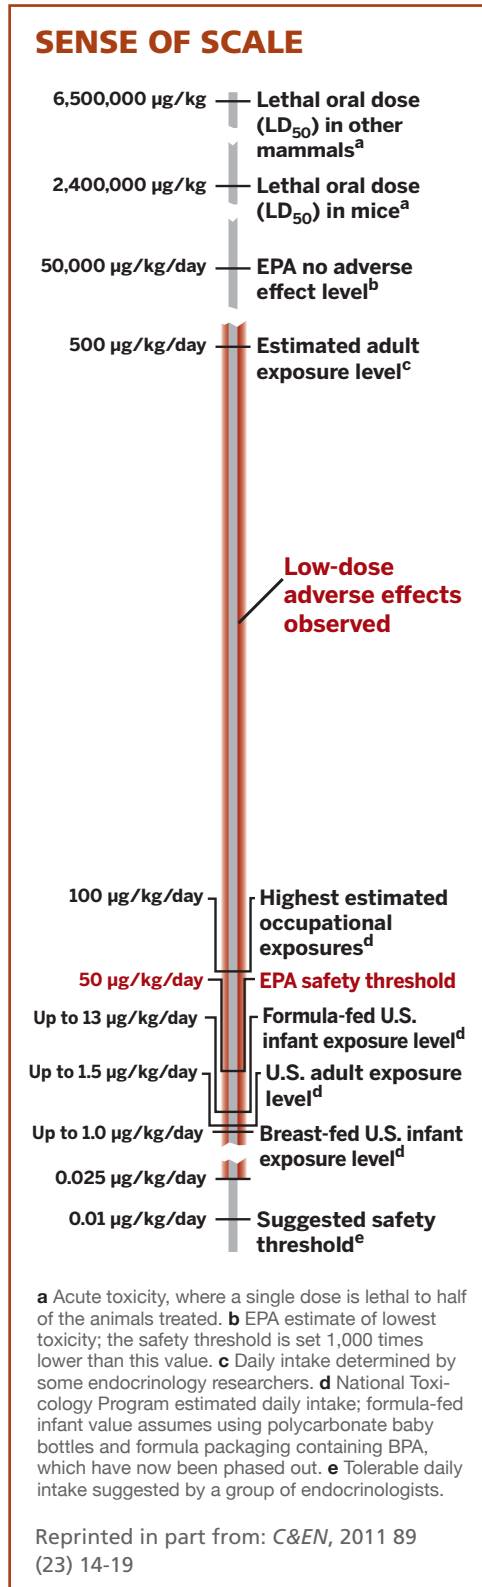 SENSE OF SCALE
6,500,000 µg/kg
Lethal oral dose
(LD50) in other
mammalsa
2,400,000 µg/kg
Lethal oral dose
(LD50) in micea
50,000 µg/kg/day
EPA no adverse
effect levelb
500 µg/kg/day
Estimated adult
exposure levelc
Low-dose
adverse effects
observed
100 µg/kg/day
Highest estimated
occupational
exposuresd
50 µg/kg/day
EPA safety threshold
Up to 13 µg/kg/day
Formula-fed U.S.
infant exposure leveld
Up to 1.5 µg/kg/day
U.S. adult exposure
leveld
Up to 1.0 µg/kg/day
Breast-fed U.S. infant
exposure leveld
0.025 µg/kg/day
0.01 µg/kg/day
Suggested safety
thresholde
a Acute toxicity, where a single dose is lethal to half
of the animals treated. b EPA estimate of lowest
toxicity; the safety threshold is set 1,000 times
lower than this value. c Daily intake determined by
some endocrinology researchers. d National Toxi-
cology Program estimated daily intake; formula-fed
infant value assumes using polycarbonate baby
bottles and formula packaging containing BPA,
which have now been phased out. e Tolerable daily
intake suggested by a group of endocrinologists.
Reprinted in part from: C&EN, 2011 89
(23) 14-19